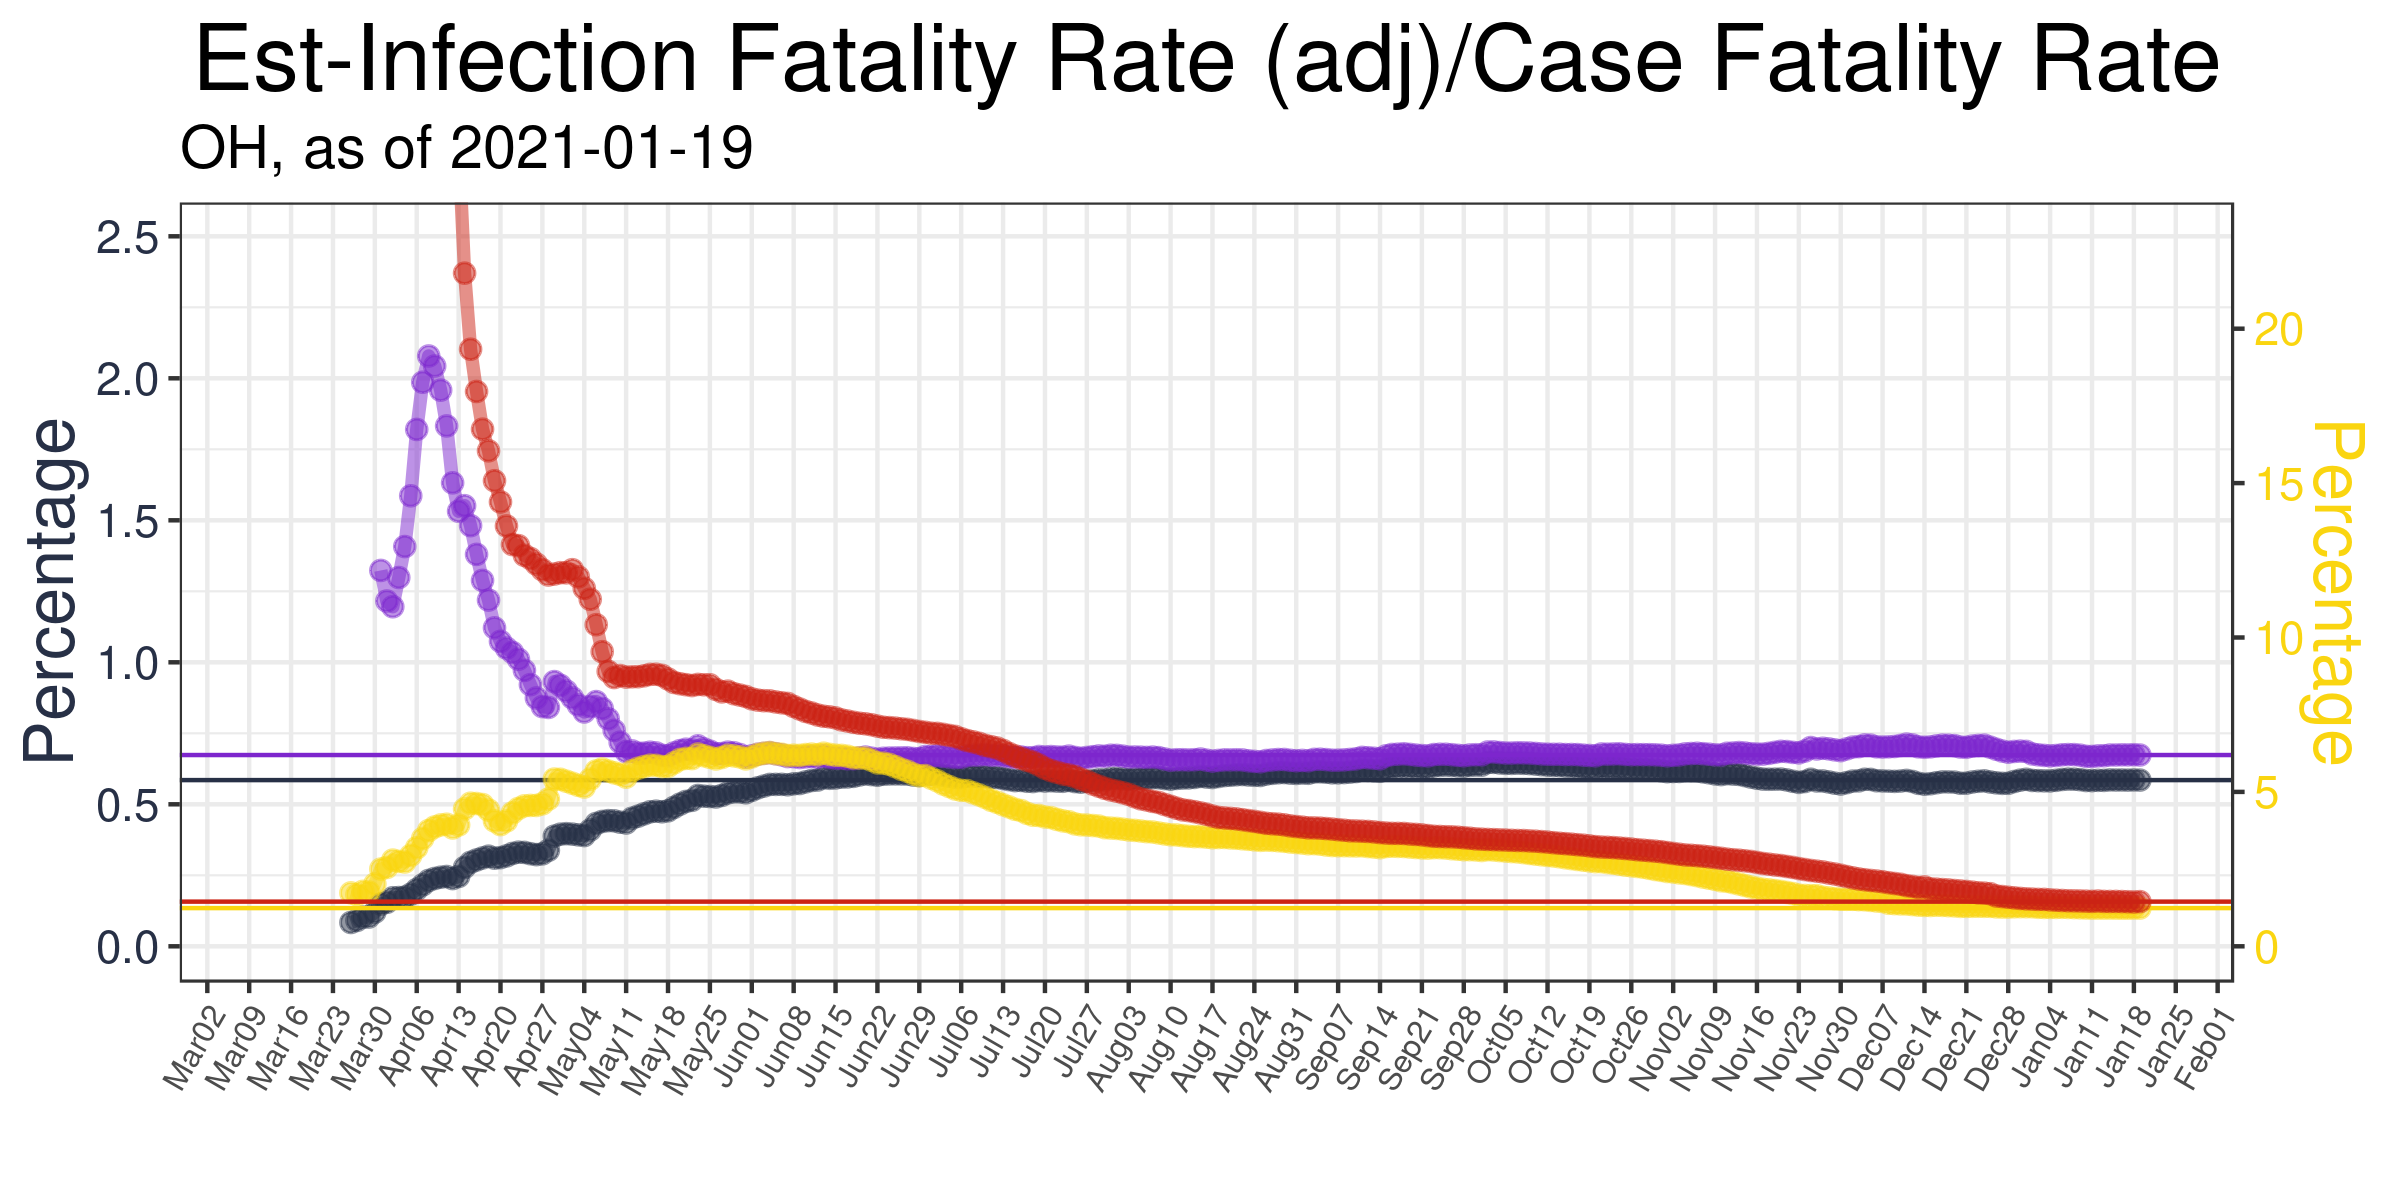 Est-Infection Fatality Rate (adj)/Case Fatality Rate
OH, as of 2021-01-19
Percentage
2.5
2.0
1.5
1.0
0.5
0.0
20
15
10
5
0
Percentage
Mar02
Mar09
Mar16
Mar23
Mar30
Apr06
Apr13
Apr20
Apr27
May04
May11
May18
May25
Jun01
Jun08
Jun15
Jun22
Jun29
Jul06
Jul13
Jul20
Jul27
Aug03
Aug10
Aug17
Aug24
Aug31
Sep07
Sep14
Sep21
Sep28
Oct05
Oct12
Oct19
Oct26
Nov02
Nov09
Nov16
Nov23
Nov30
Dec07
Dec14
Dec21
Dec28
Jan04
Jan11
Jan18
Jan25
Feb01